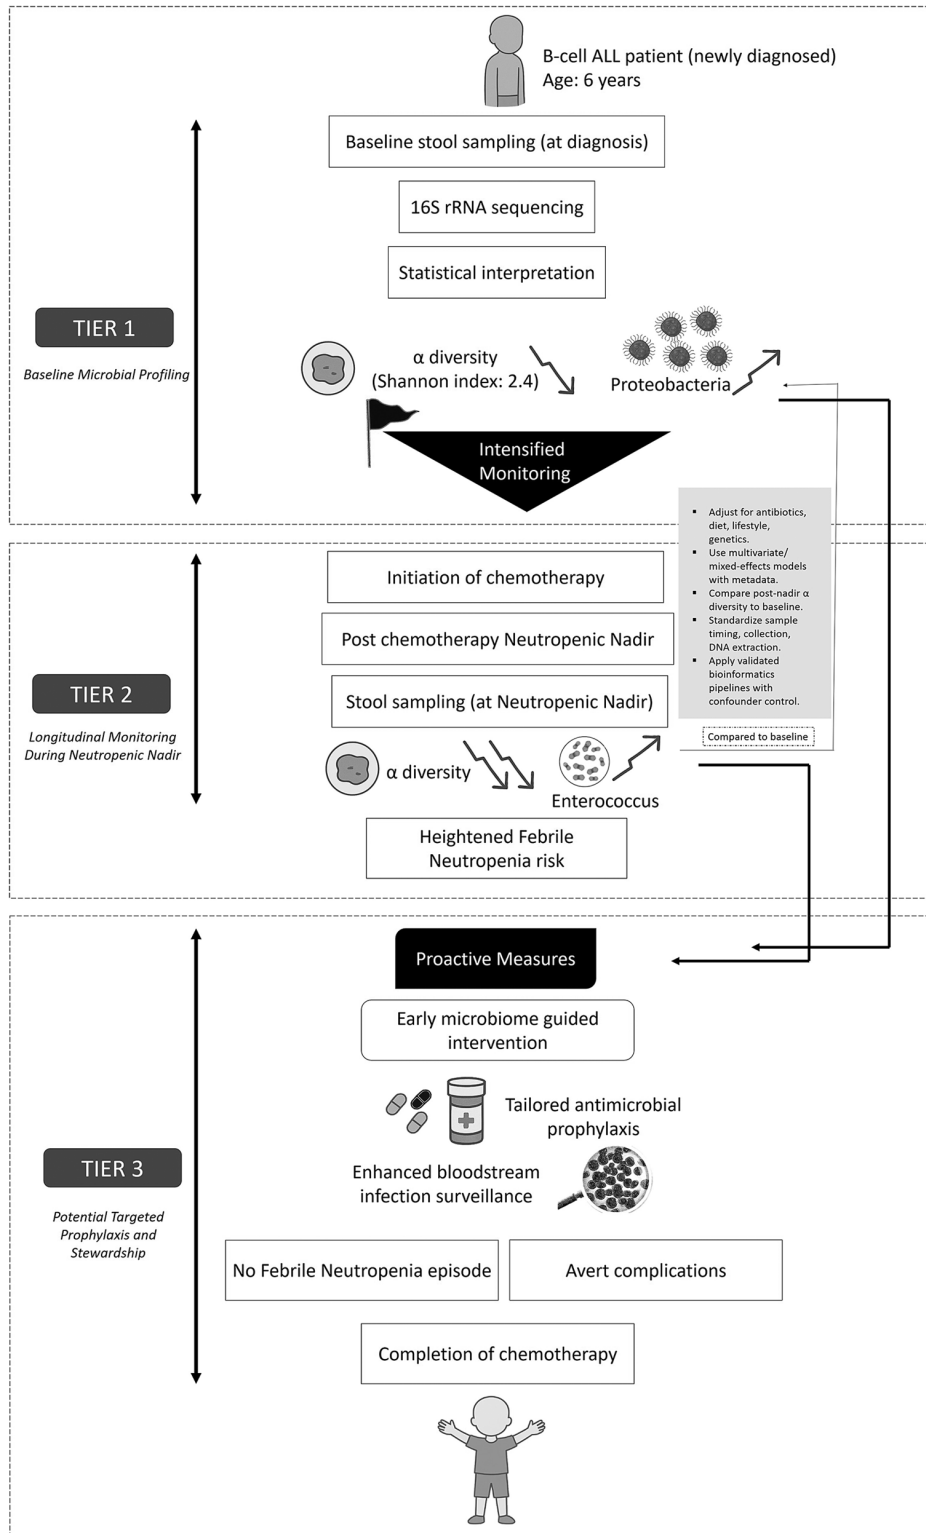 B-cell ALL patient (newly diagnosed)
Age: 6 years
Baseline stool sampling (at diagnosis)
16S rRNA sequencing
Statistical interpretation
TIER 1
Baseline Microbial Profiling
α diversity
(Shannon index: 2.4)
Proteobacteria
Intensified
Monitoring
▪ Adjust for antibiotics,
diet, lifestyle,
genetics.
▪ Use multivariate/
mixed-effects models
with metadata.
▪ Compare post-nadir α
diversity to baseline.
▪ Standardize sample
timing, collection,
DNA extraction.
▪ Apply validated
bioinformatics
pipelines with
confounder control.
Compared to baseline
Initiation of chemotherapy
Post chemotherapy Neutropenic Nadir
Stool sampling (at Neutropenic Nadir)
TIER 2
Longitudinal Monitoring
During Neutropenic Nadir
α diversity
Enterococcus
Heightened Febrile
Neutropenia risk
Proactive Measures
Early microbiome guided
intervention
Tailored antimicrobial
prophylaxis
Enhanced bloodstream
infection surveillance
TIER 3
Potential Targeted
Prophylaxis and
Stewardship
No Febrile Neutropenia episode
Avert complications
Completion of chemotherapy